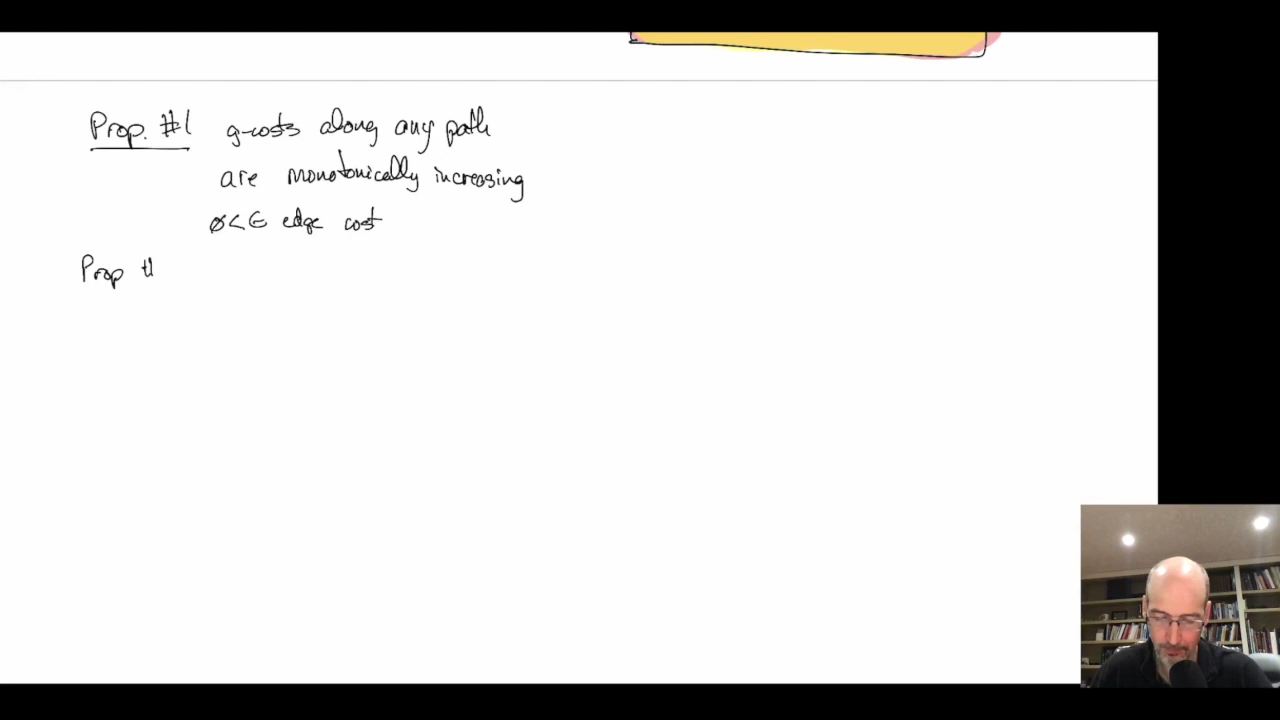 Prop. #1 g-costs along any path
are monotonically increasing
0<ϵ edge cost
Prop #